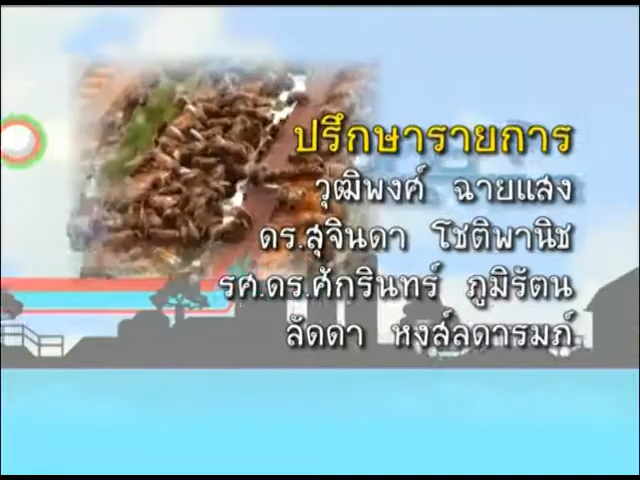 ปรึกษารายการ
วุฒิพงศ์ ฉายแสง
ดร.สุจินดา โชติพานิช
รศ.ดร.ศักรินทร์ ภูมิรัตน
ลัดดา หงส์ลดารมภ์